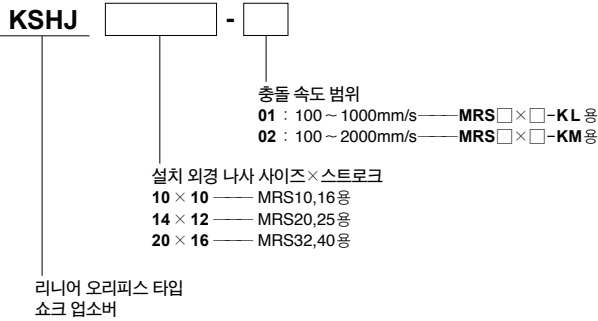 KSHJ □ - □
충돌 속도 범위
01 : 100~1000mm/s MRS□×□-KL용
02 : 100~2000mm/s MRS□×□-KM용
설치 외경 나사 사이즈×스트로크
10×10 MRS10,16용
14×12 MRS20,25용
20×16 MRS32,40용
리니어 오리피스 타입
쇼크 업소버